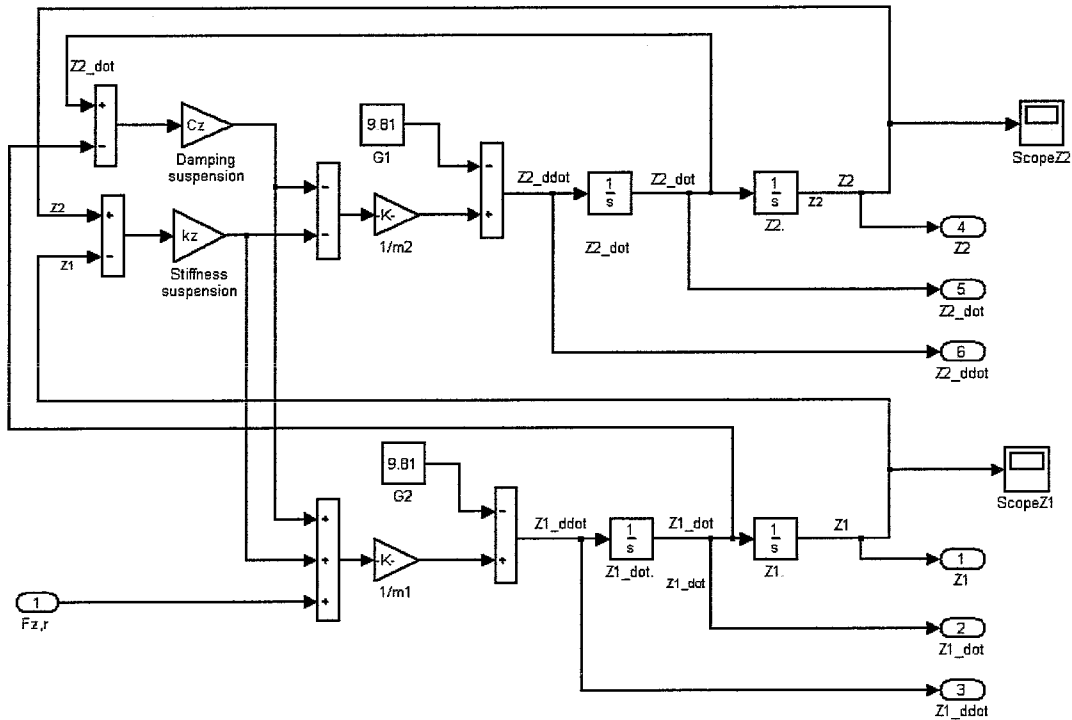 Z2_dot
+
-
Cz
Damping
suspension
9.81
G1
-
+
Z2_ddot
1
s
Z2_dot
Z2_dot
1
s
Z2.
Z2
Z2
ScopeZ2
Z2
+
-
Z1
kz
Stiffness
suspension
-
-
-K-
1/m2
4
Z2
5
Z2_dot
6
Z2_ddot
9.81
G2
-
+
Z1_ddot
1
s
Z1_dot.
Z1_dot
Z1_dot
1
s
Z1.
Z1
ScopeZ1
+
+
+
-K-
1/m1
1
Fz,r
1
Z1
2
Z1_dot
3
Z1_ddot